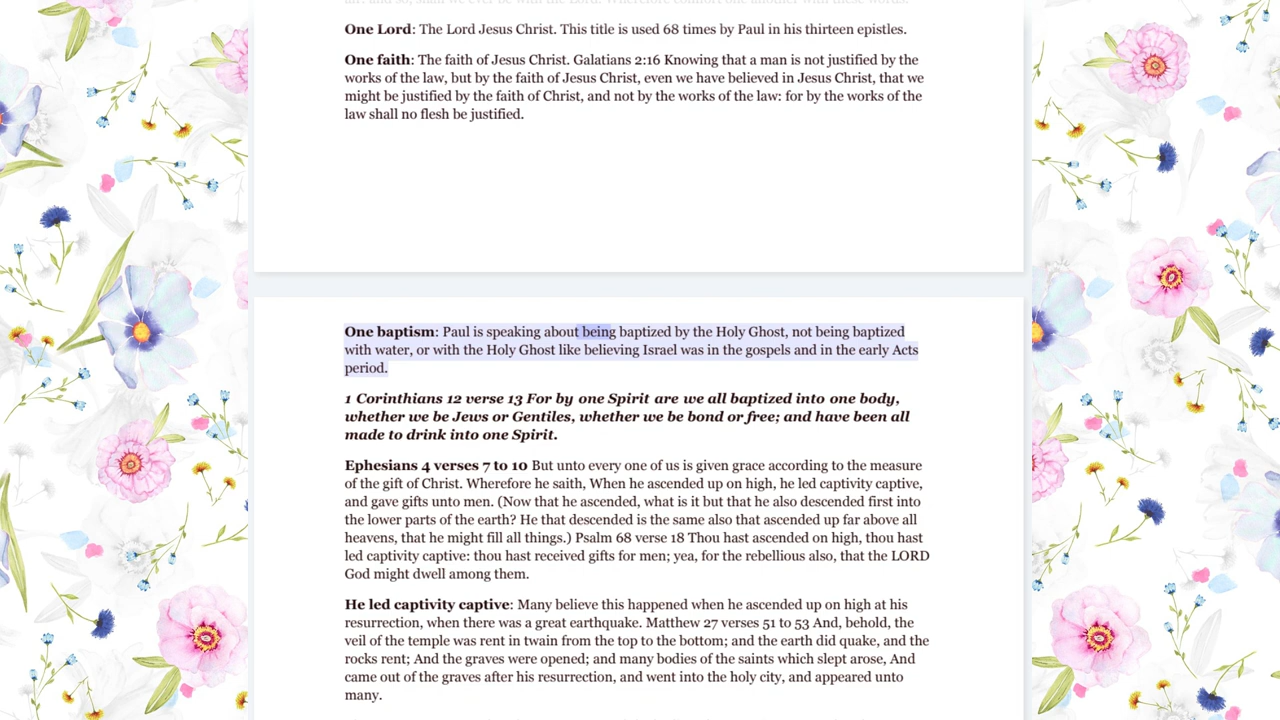 One Lord: The Lord Jesus Christ. This title is used 68 times by Paul in his thirteen epistles.
One faith: The faith of Jesus Christ. Galatians 2:16 Knowing that a man is not justified by the
works of the law, but by the faith of Jesus Christ, even we have believed in Jesus Christ, that we
might be justified by the faith of Christ, and not by the works of the law: for by the works of the
law shall no flesh be justified.
One baptism: Paul is speaking about being baptized by the Holy Ghost, not being baptized
with water, or with the Holy Ghost like believing Israel was in the gospels and in the early Acts
period.
1 Corinthians 12 verse 13 For by one Spirit are we all baptized into one body,
whether we be Jews or Gentiles, whether we be bond or free; and have been all
made to drink into one Spirit.
Ephesians 4 verses 7 to 10 But unto every one of us is given grace according to the measure
of the gift of Christ. Wherefore he saith, When he ascended up on high, he led captivity captive,
and gave gifts unto men. (Now that he ascended, what is it but that he also descended first into
the lower parts of the earth? He that descended is the same also that ascended up far above all
heavens, that he might fill all things.) Psalm 68 verse 18 Thou hast ascended on high, thou hast
led captivity captive: thou hast received gifts for men; yea, for the rebellious also, that the LORD
God might dwell among them.
He led captivity captive: Many believe this happened when he ascended up on high at his
resurrection, when there was a great earthquake. Matthew 27 verses 51 to 53 And, behold, the
veil of the temple was rent in twain from the top to the bottom; and the earth did quake, and the
rocks rent; And the graves were opened; and many bodies of the saints which slept arose, And
came out of the graves after his resurrection, and went into the holy city, and appeared unto
many.